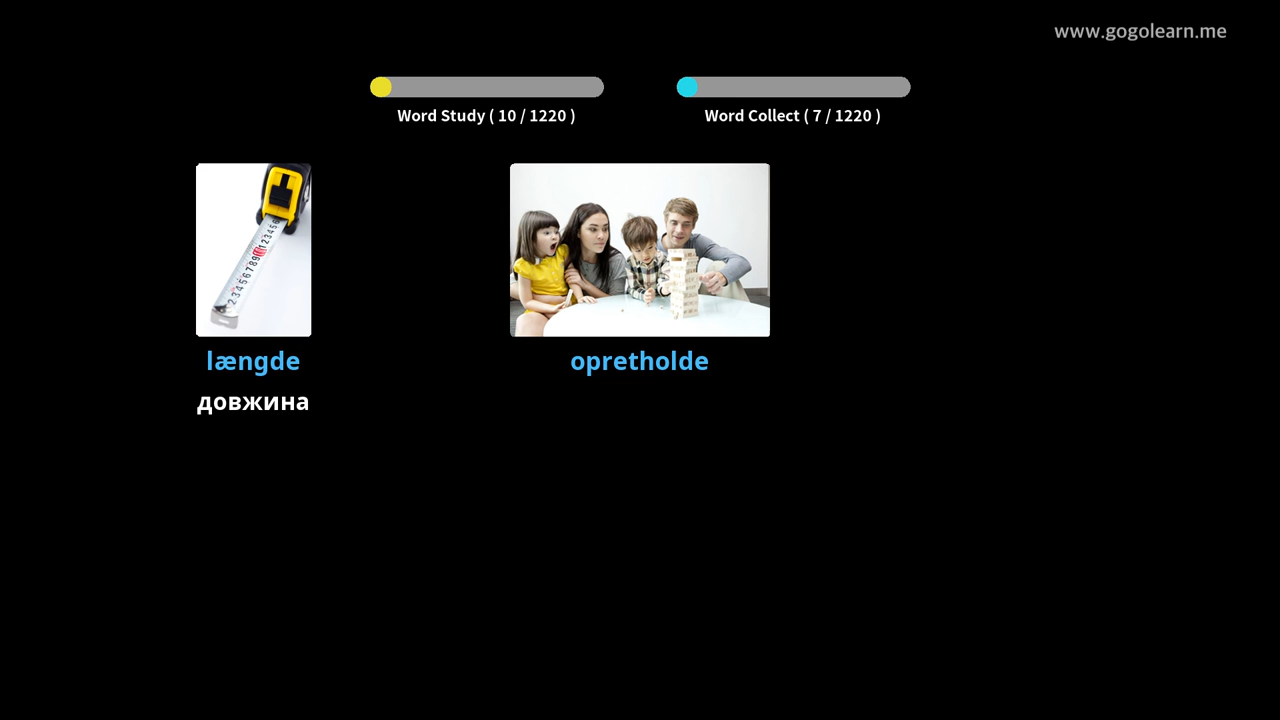 www.gogolearn.me
Word Study ( 10 / 1220 )
Word Collect ( 7 / 1220 )
længde
opretholde
довжина